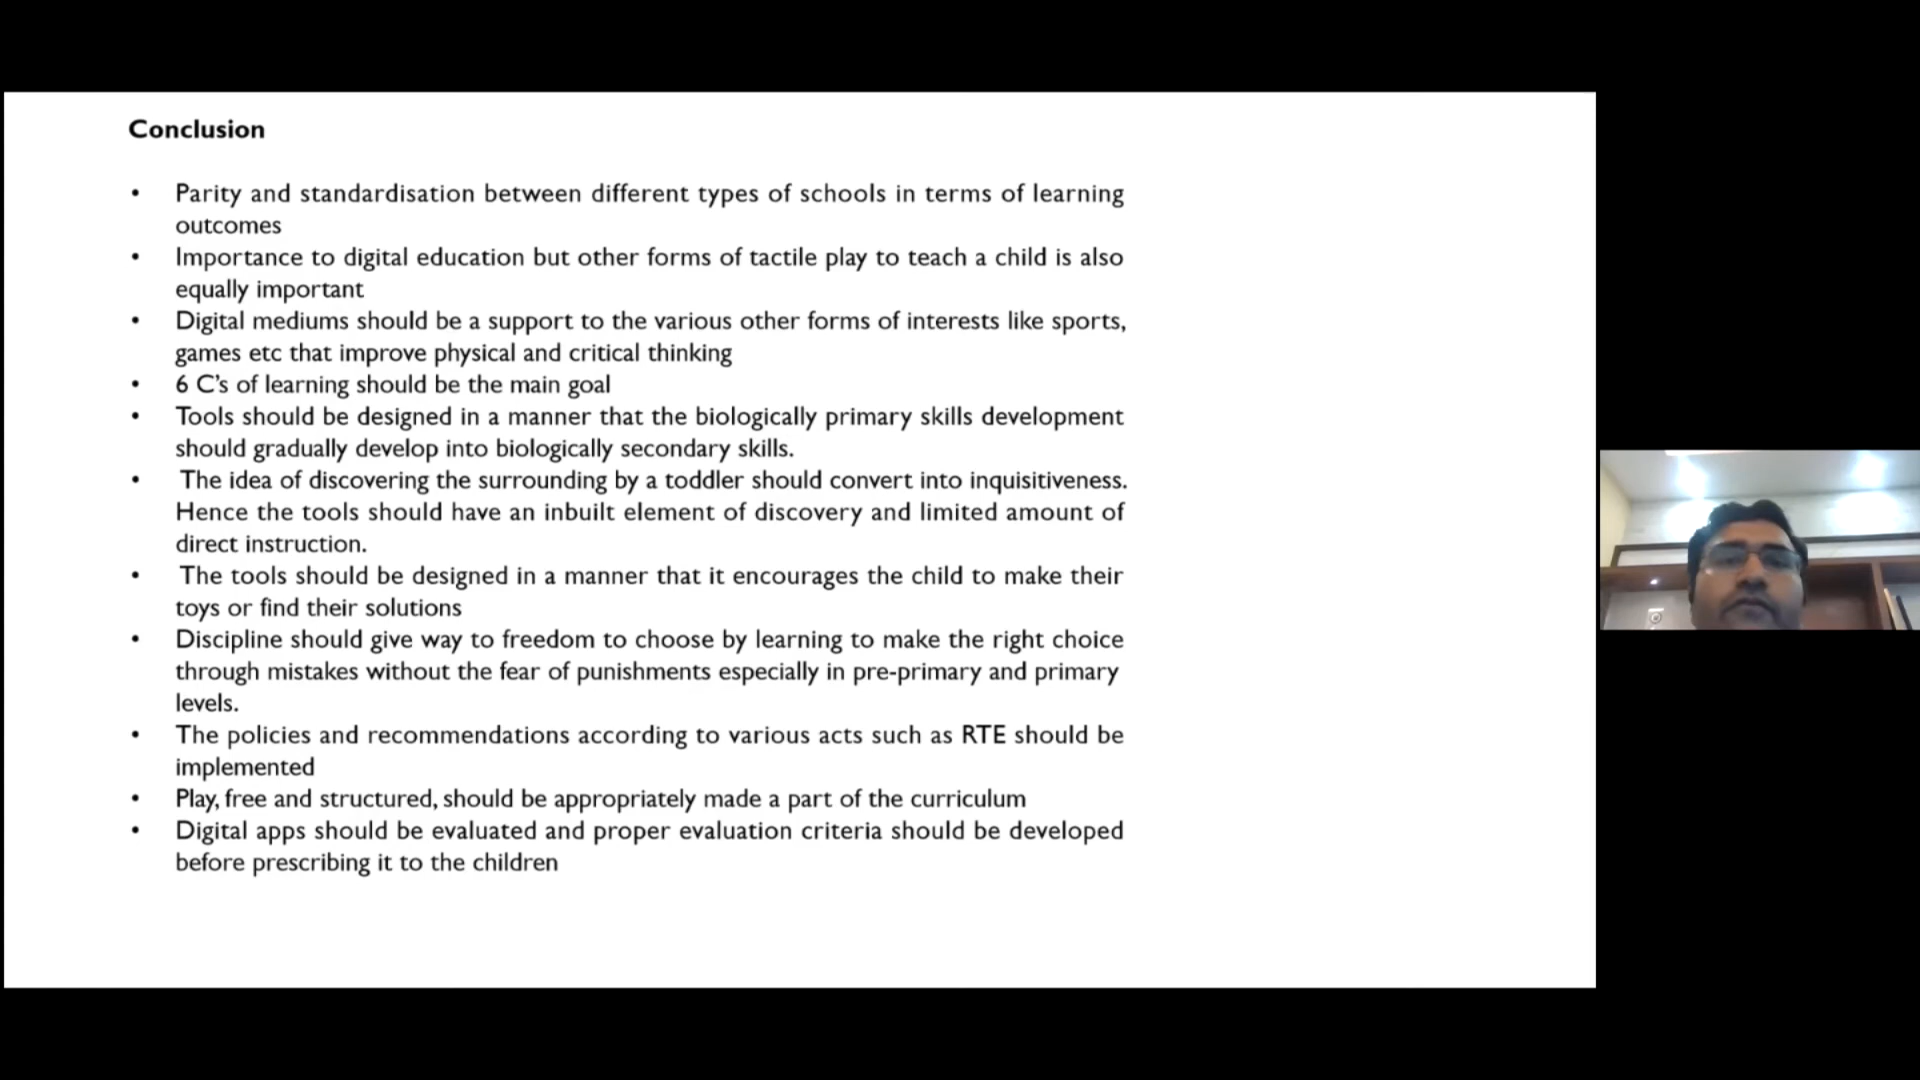 Conclusion
• Parity and standardisation between different types of schools in terms of learning
outcomes
• Importance to digital education but other forms of tactile play to teach a child is also
equally important
• Digital mediums should be a support to the various other forms of interests like sports,
games etc that improve physical and critical thinking
• 6 C's of learning should be the main goal
• Tools should be designed in a manner that the biologically primary skills development
should gradually develop into biologically secondary skills.
• The idea of discovering the surrounding by a toddler should convert into inquisitiveness.
Hence the tools should have an inbuilt element of discovery and limited amount of
direct instruction.
• The tools should be designed in a manner that it encourages the child to make their
toys or find their solutions
• Discipline should give way to freedom to choose by learning to make the right choice
through mistakes without the fear of punishments especially in pre-primary and primary
levels.
• The policies and recommendations according to various acts such as RTE should be
implemented
• Play, free and structured, should be appropriately made a part of the curriculum
• Digital apps should be evaluated and proper evaluation criteria should be developed
before prescribing it to the children